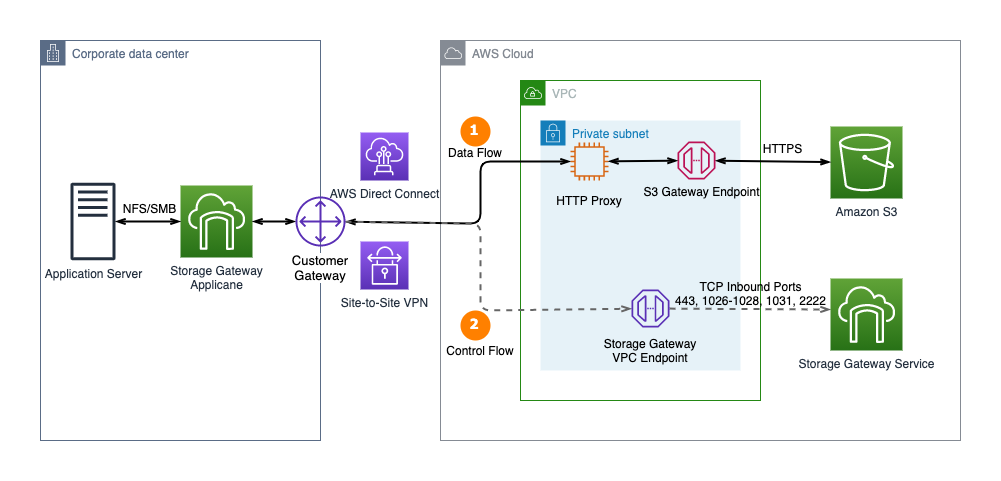 Corporate data center
AWS Cloud
VPC
1
Private subnet
Data Flow
HTTPS
AWS Direct Connect
HTTP Proxy
S3 Gateway Endpoint
Amazon S3
NFS/SMB
Application Server
Storage Gateway
Applicane
Customer
Gateway
Site-to-Site VPN
TCP Inbound Ports
443, 1026-1028, 1031, 2222
2
Control Flow
Storage Gateway
VPC Endpoint
Storage Gateway Service